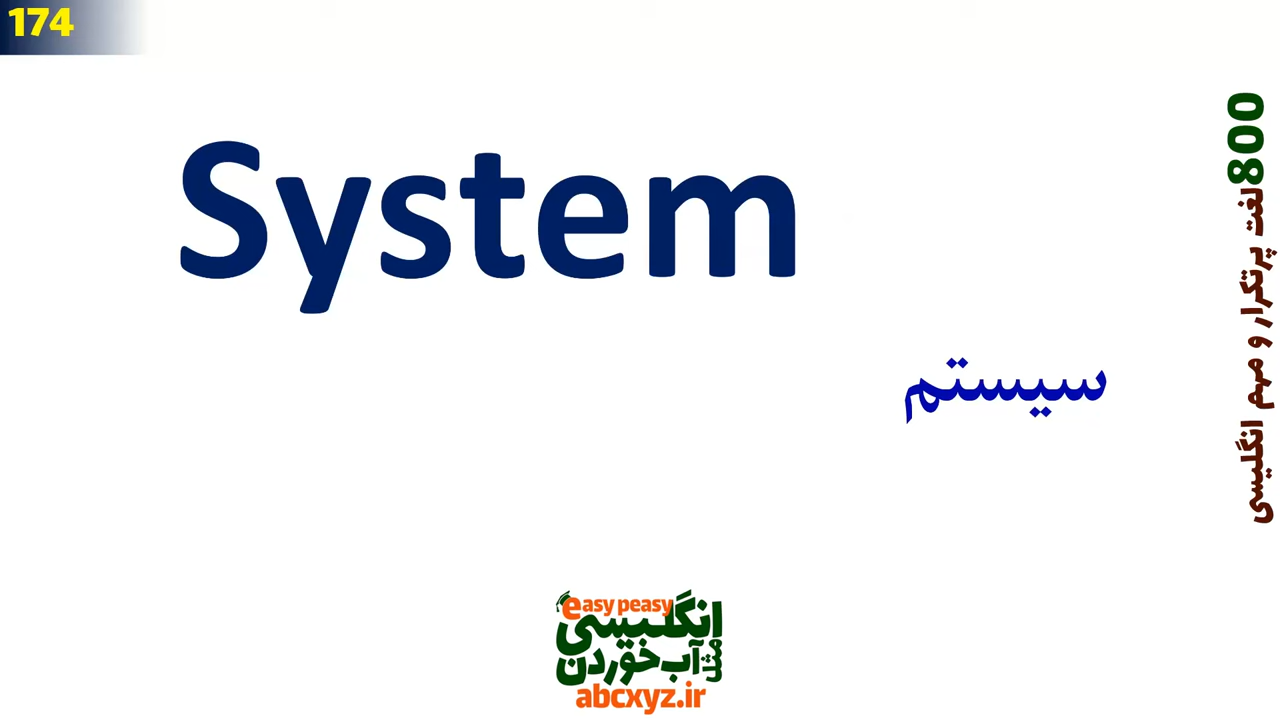 174
System
سیستم
800 لغت پرتکرار و مهم انگلیسی
easy peasy
انگلیسی
مثل آب خوردن
abcxyz.ir